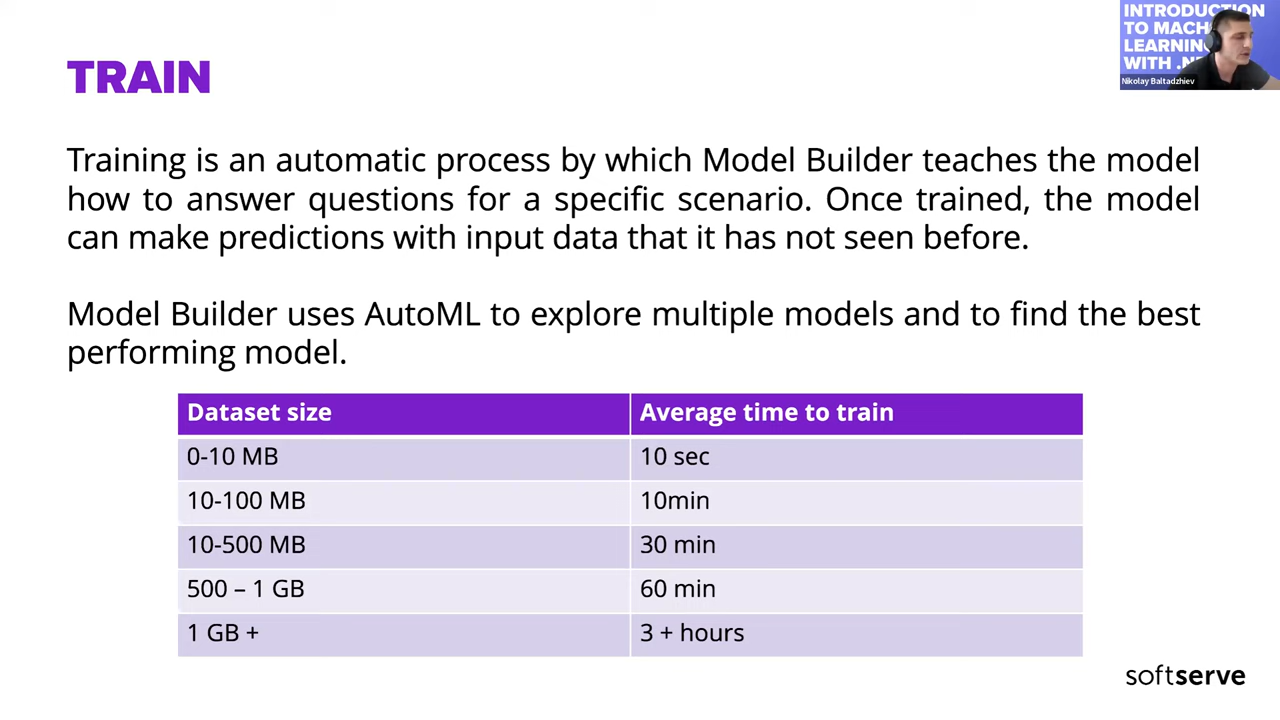 INTRODUCTION
TO MACH
LEARNING
WITH .NE
Nikolay Baltadzhiev
TRAIN
Training is an automatic process by which Model Builder teaches the model
how to answer questions for a specific scenario. Once trained, the model
can make predictions with input data that it has not seen before.
Model Builder uses AutoML to explore multiple models and to find the best
performing model.
Dataset size Average time to train
0-10 MB 10 sec
10-100 MB 10min
10-500 MB 30 min
500 – 1 GB 60 min
1 GB + 3 + hours
softserve